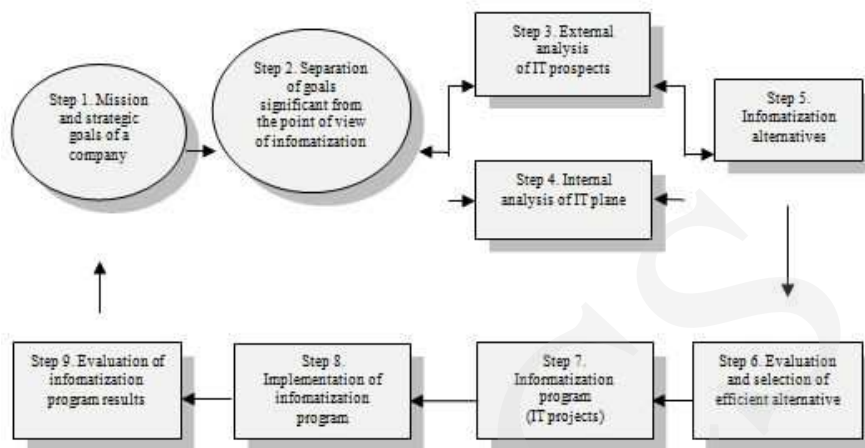 Step 1. Mission
and strategic
goals of a
company
Step 2. Separation
of goals
significant from
the point of view
of infomatization
Step 3. External
analysis
of IT prospects
Step 4. Internal
analysis of IT plane
Step 5.
Infomatization
alternatives
Step 6. Evaluation
and selection of
efficient alternative
Step 7.
Informatization
program
(IT projects)
Step 8.
Implementation of
infomatization
program
Step 9. Evaluation of
infomatization
program results